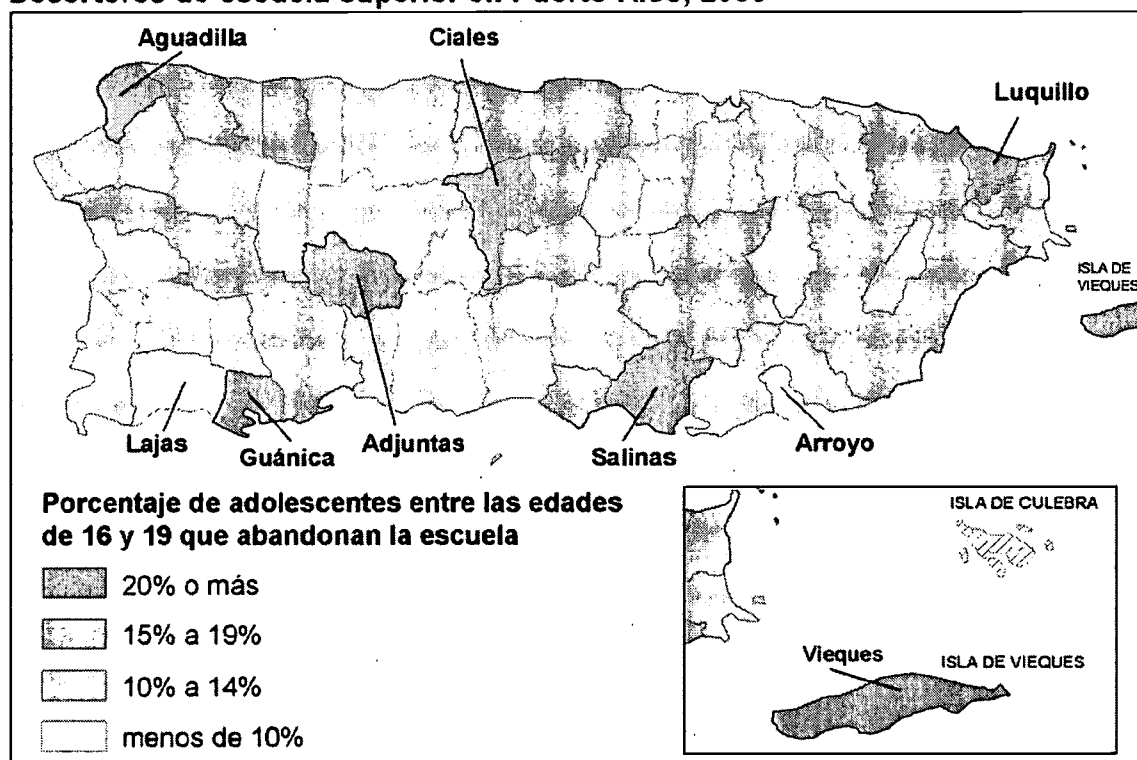 Aguadilla
Ciales
Luquillo
ISLA DE
VIEQUES
Lajas
Guánica
Adjuntas
Salinas
Arroyo
Porcentaje de adolescentes entre las edades
de 16 y 19 que abandonan la escuela
20% o más
15% a 19%
10% a 14%
menos de 10%
ISLA DE CULEBRA
Vieques
ISLA DE VIEQUES